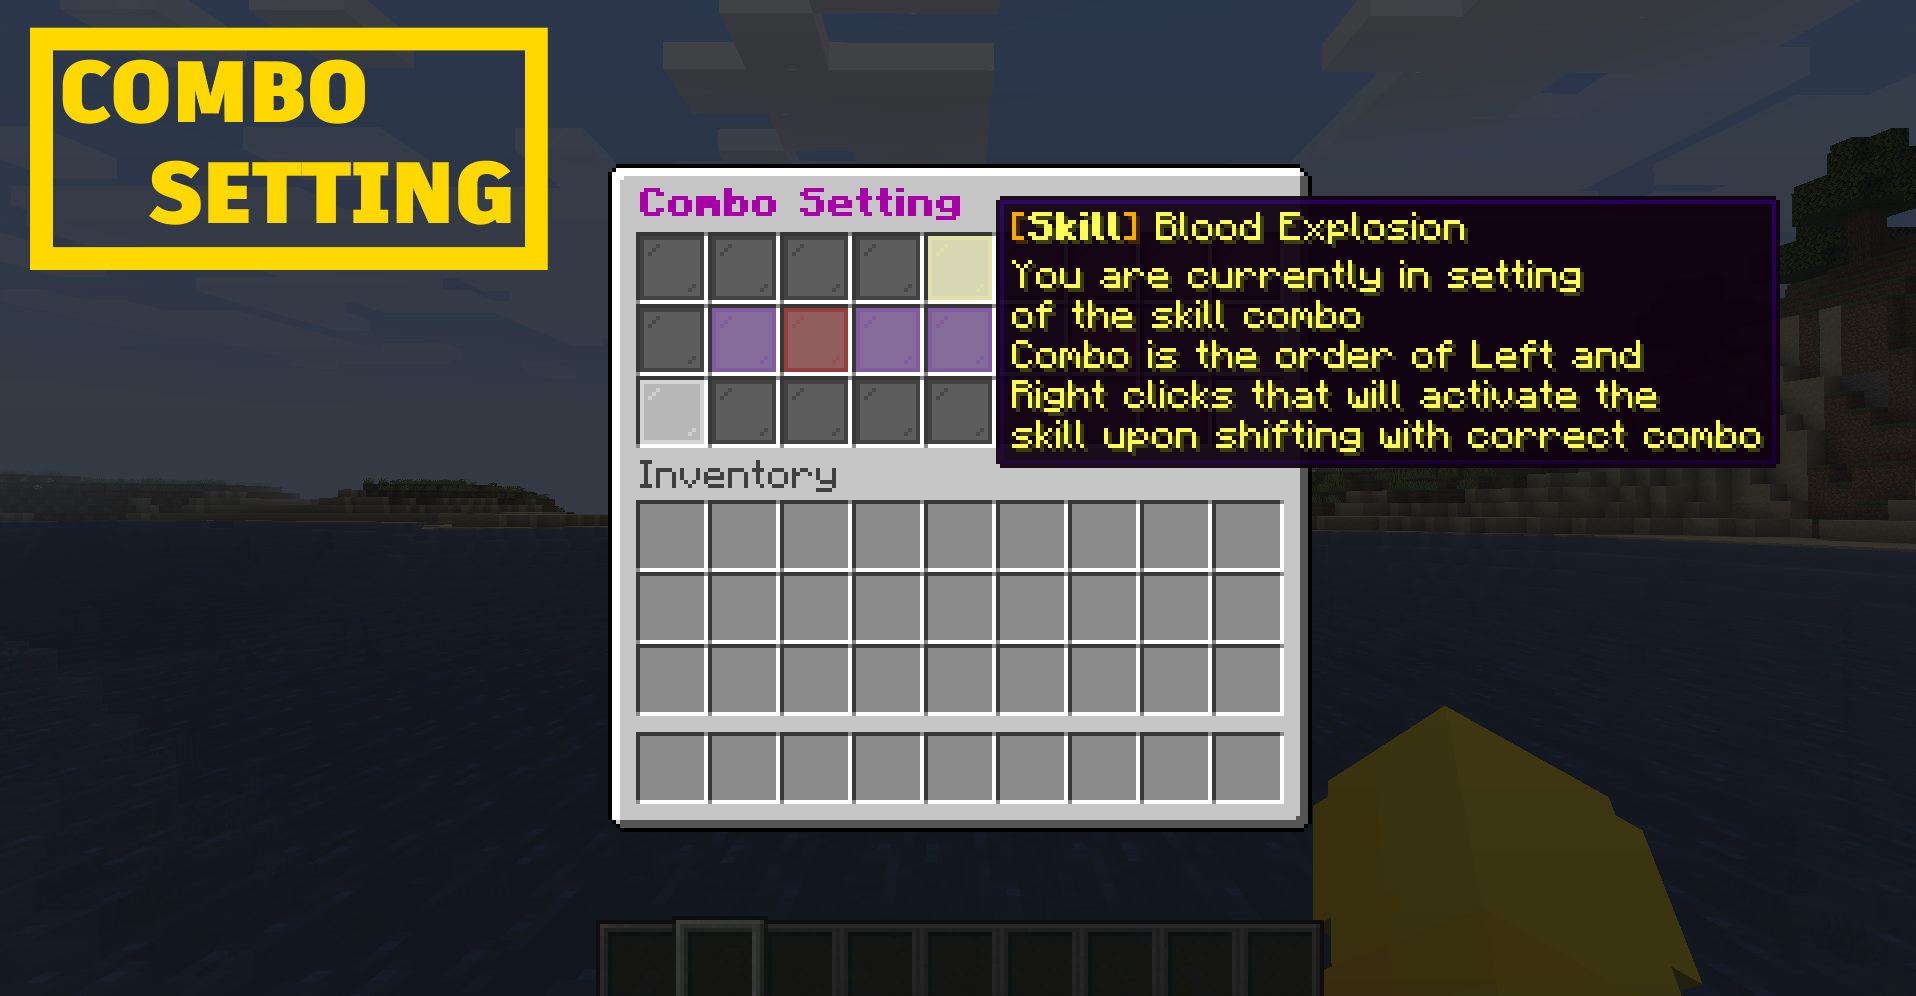 COMBO
SETTING
Combo Setting
[Skill] Blood Explosion
You are currently in setting
of the skill combo
Combo is the order of Left and
Right clicks that will activate the
skill upon shifting with correct combo
Inventory